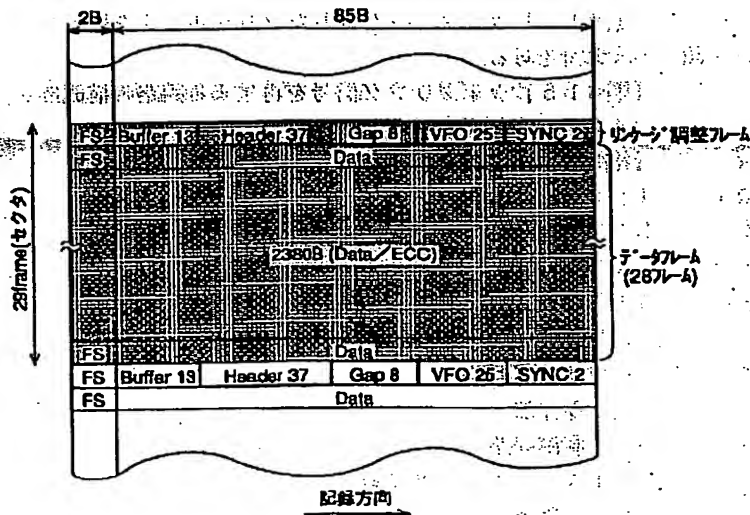 2B 85B
FS Buffer 13 Header 37 Gap 8 VFO 25 SYNC 2 リンケージ調整フレーム
FS Data
29frame(セクタ) 2380B (Data/ECC) データフレーム
(28フレーム)
FS Data
FS Buffer 13 Header 37 Gap 8 VFO 25 SYNC 2
FS Data
記録方向